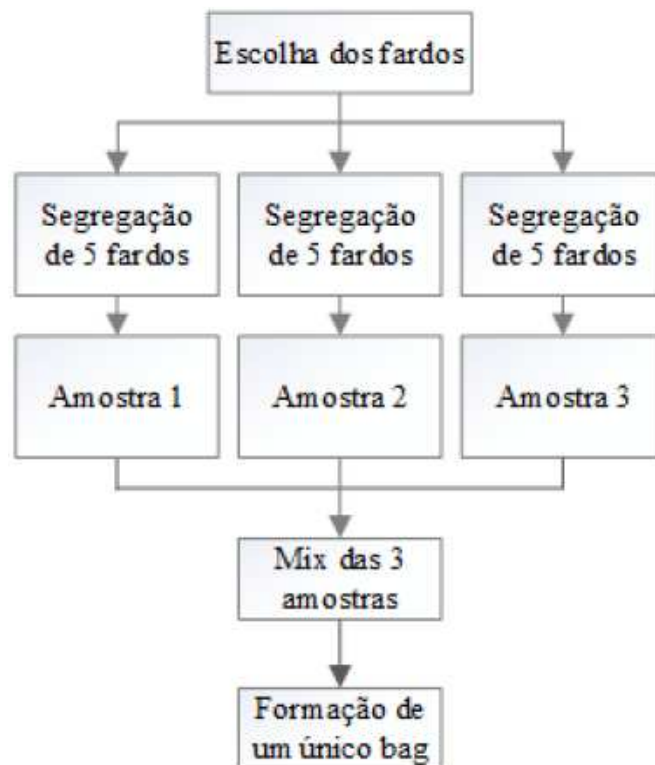 Escolha dos fardos
Segregação
de 5 fardos
Segregação
de 5 fardos
Segregação
de 5 fardos
Amostra 1
Amostra 2
Amostra 3
Mix das 3
amostras
Formação de
um único bag